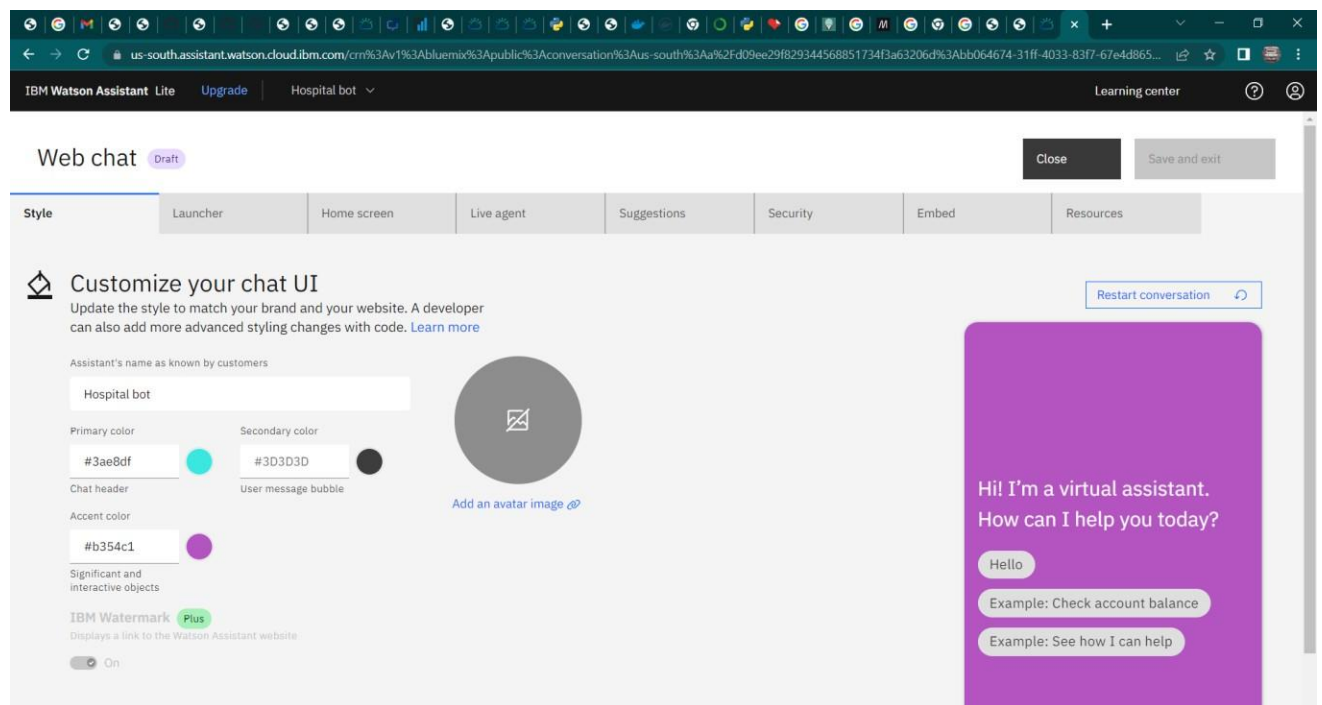 us-south.assistant.watson.cloud.ibm.com/crn%3Av1%3Abluemix%3Apublic%3Aconversation%3Aus-south%3Aa%2Fd09ee29f82934456885173​4f3a63206d%3Abb064674-31ff-4033-83f7-67e4d865...
IBM Watson Assistant Lite Upgrade Hospital bot Learning center
Web chat Draft Close Save and exit
Style Launcher Home screen Live agent Suggestions Security Embed Resources
Customize your chat UI
Update the style to match your brand and your website. A developer
can also add more advanced styling changes with code. Learn more
Restart conversation
Assistant's name as known by customers
Hospital bot
Primary color Secondary color
#3ae8df #3D3D3D
Chat header User message bubble
Add an avatar image
Accent color
#b354c1
Significant and
interactive objects
IBM Watermark Plus
Displays a link to the Watson Assistant website
On
Hi! I'm a virtual assistant.
How can I help you today?
Hello
Example: Check account balance
Example: See how I can help